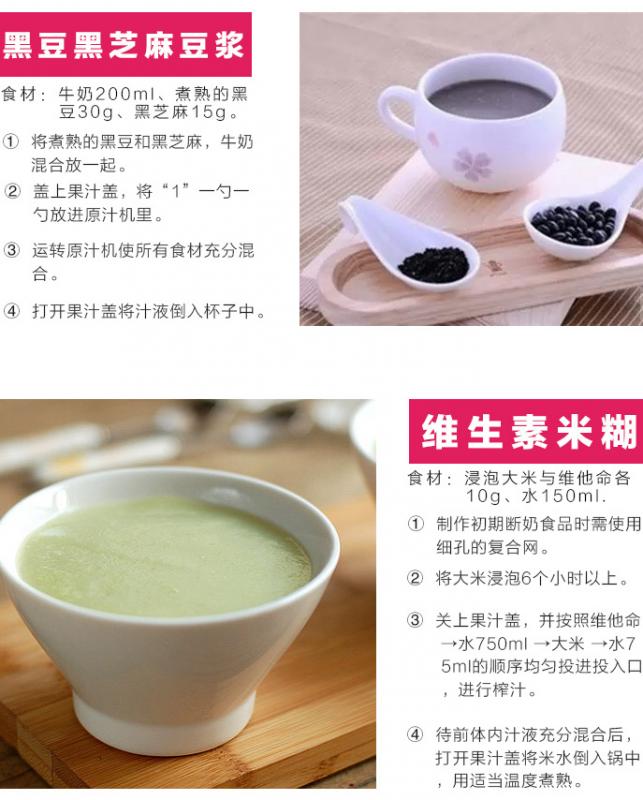 黑豆黑芝麻豆浆
食材：牛奶200ml、煮熟的黑
豆30g、黑芝麻15g。
① 将煮熟的黑豆和黑芝麻，牛奶
混合放一起。
② 盖上果汁盖，将“1”一勺一
勺放进原汁机里。
③ 运转原汁机使所有食材充分混
合。
④ 打开果汁盖将汁液倒入杯子中。
维生素米糊
食材：浸泡大米与维他命各
10g、水150ml.
① 制作初期断奶食品时需使用
细孔的复合网。
② 将大米浸泡6个小时以上。
③ 关上果汁盖，并按照维他命
→水750ml →大米 →水7
5ml的顺序均匀投进投入口
，进行榨汁。
④ 待前体内汁液充分混合后，
打开果汁盖将米水倒入锅中
，用适当温度煮熟。